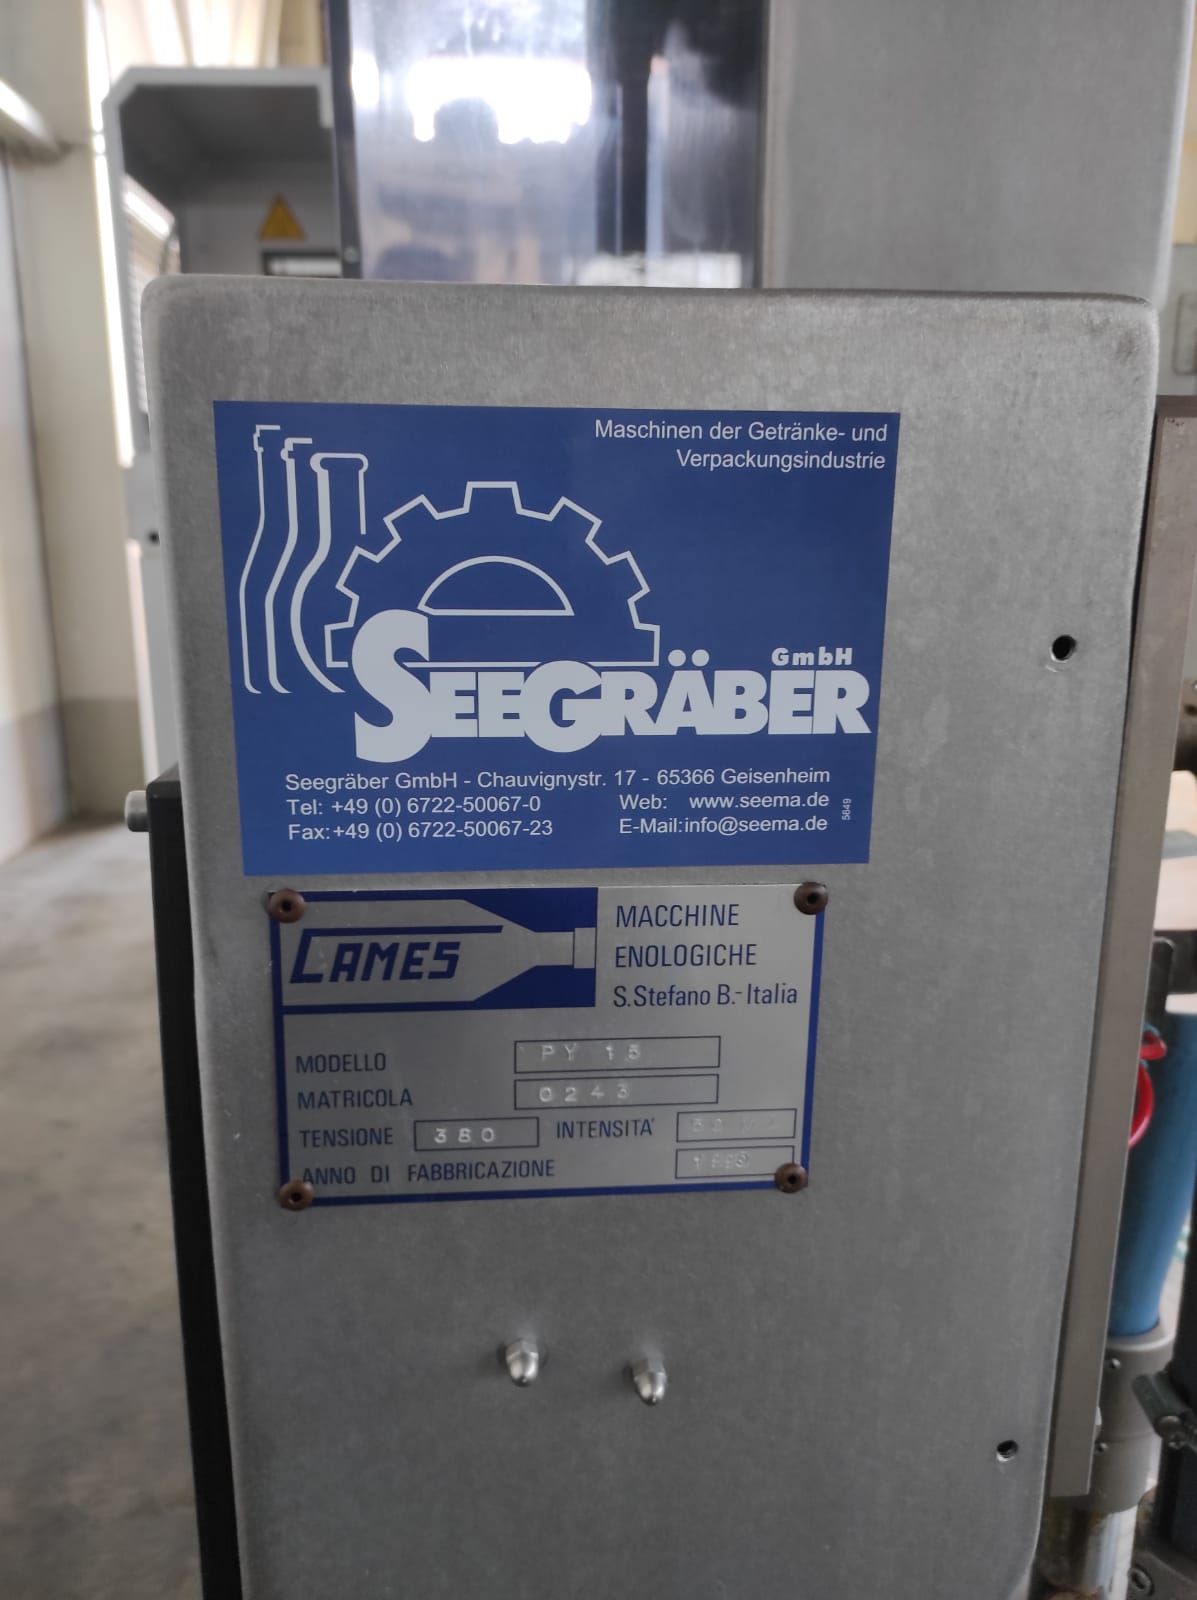 Maschinen der Getränke- und
Verpackungsindustrie
SEEGRÄBER GmbH
Seegräber GmbH - Chauvignystr. 17 - 65366 Geisenheim
Tel: +49 (0) 6722-50067-0 Web: www.seema.de
Fax:+49 (0) 6722-50067-23 E-Mail:info@seema.de
5649
LAMES
MACCHINE
ENOLOGICHE
S.Stefano B.-Italia
MODELLO PY 15
MATRICOLA 0243
TENSIONE 380 INTENSITA'
ANNO DI FABBRICAZIONE